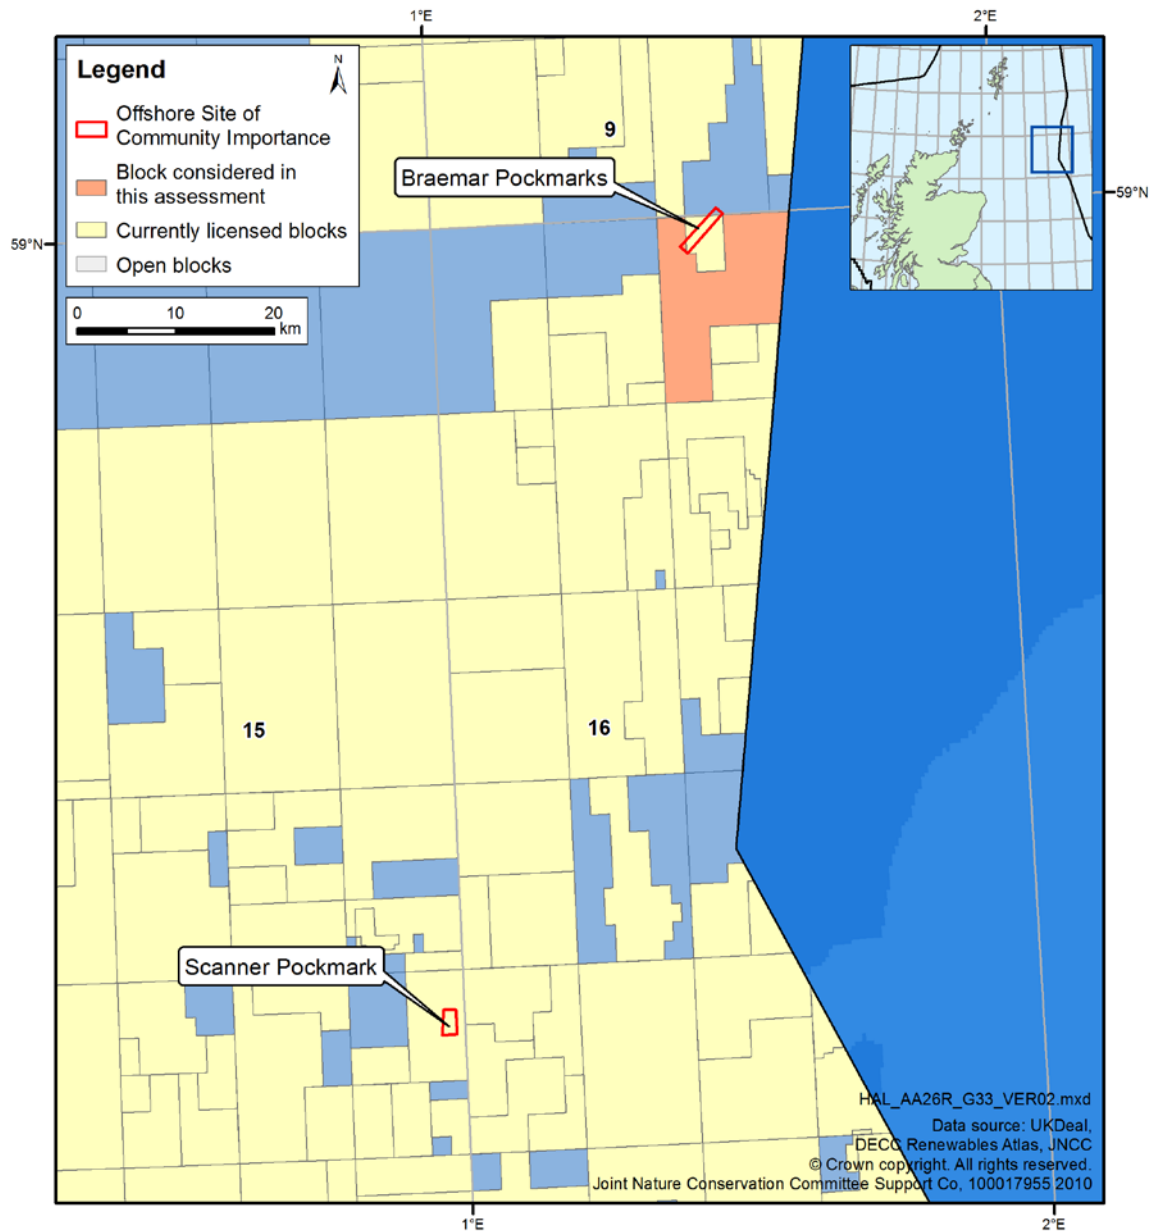 1°E
2°E
Legend
N
Offshore Site of
Community Importance
Block considered in
this assessment
Currently licensed blocks
Open blocks
0 10 20
km
9
Braemar Pockmarks
59°N
59°N
15
16
Scanner Pockmark
HAL_AA26R_G33_VER02.mxd
Data source: UKDeal,
DECC Renewables Atlas, JNCC
© Crown copyright. All rights reserved.
Joint Nature Conservation Committee Support Co, 100017955 2010
1°E
2°E